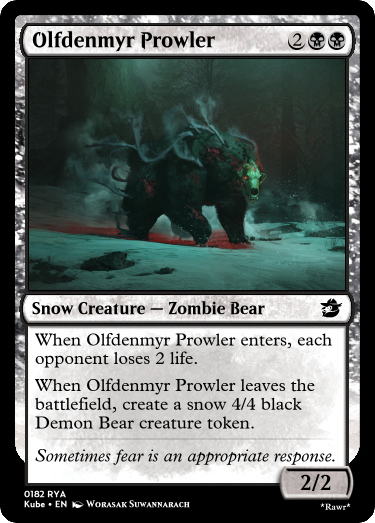 Olfdenmyr Prowler 2
Snow Creature — Zombie Bear
When Olfdenmyr Prowler enters, each
opponent loses 2 life.
When Olfdenmyr Prowler leaves the
battlefield, create a snow 4/4 black
Demon Bear creature token.
Sometimes fear is an appropriate response.
2/2
0182 RYA
Kube • EN Worasak Suwannarach
*Rawr*